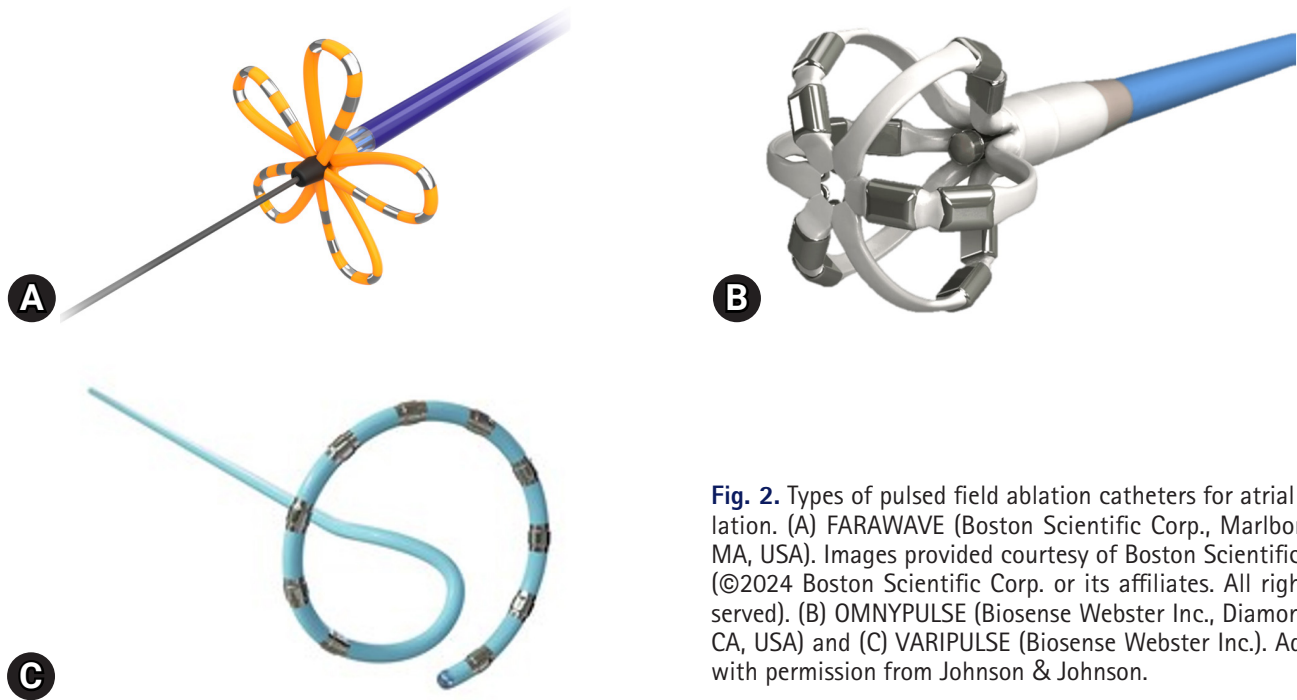 A
B
C
Fig. 2. Types of pulsed field ablation catheters for atrial
lation. (A) FARAWAVE (Boston Scientific Corp., Marlbor
MA, USA). Images provided courtesy of Boston Scientific
(©2024 Boston Scientific Corp. or its affiliates. All righ
served). (B) OMNYPULSE (Biosense Webster Inc., Diamor
CA, USA) and (C) VARIPULSE (Biosense Webster Inc.). Ac
with permission from Johnson & Johnson.